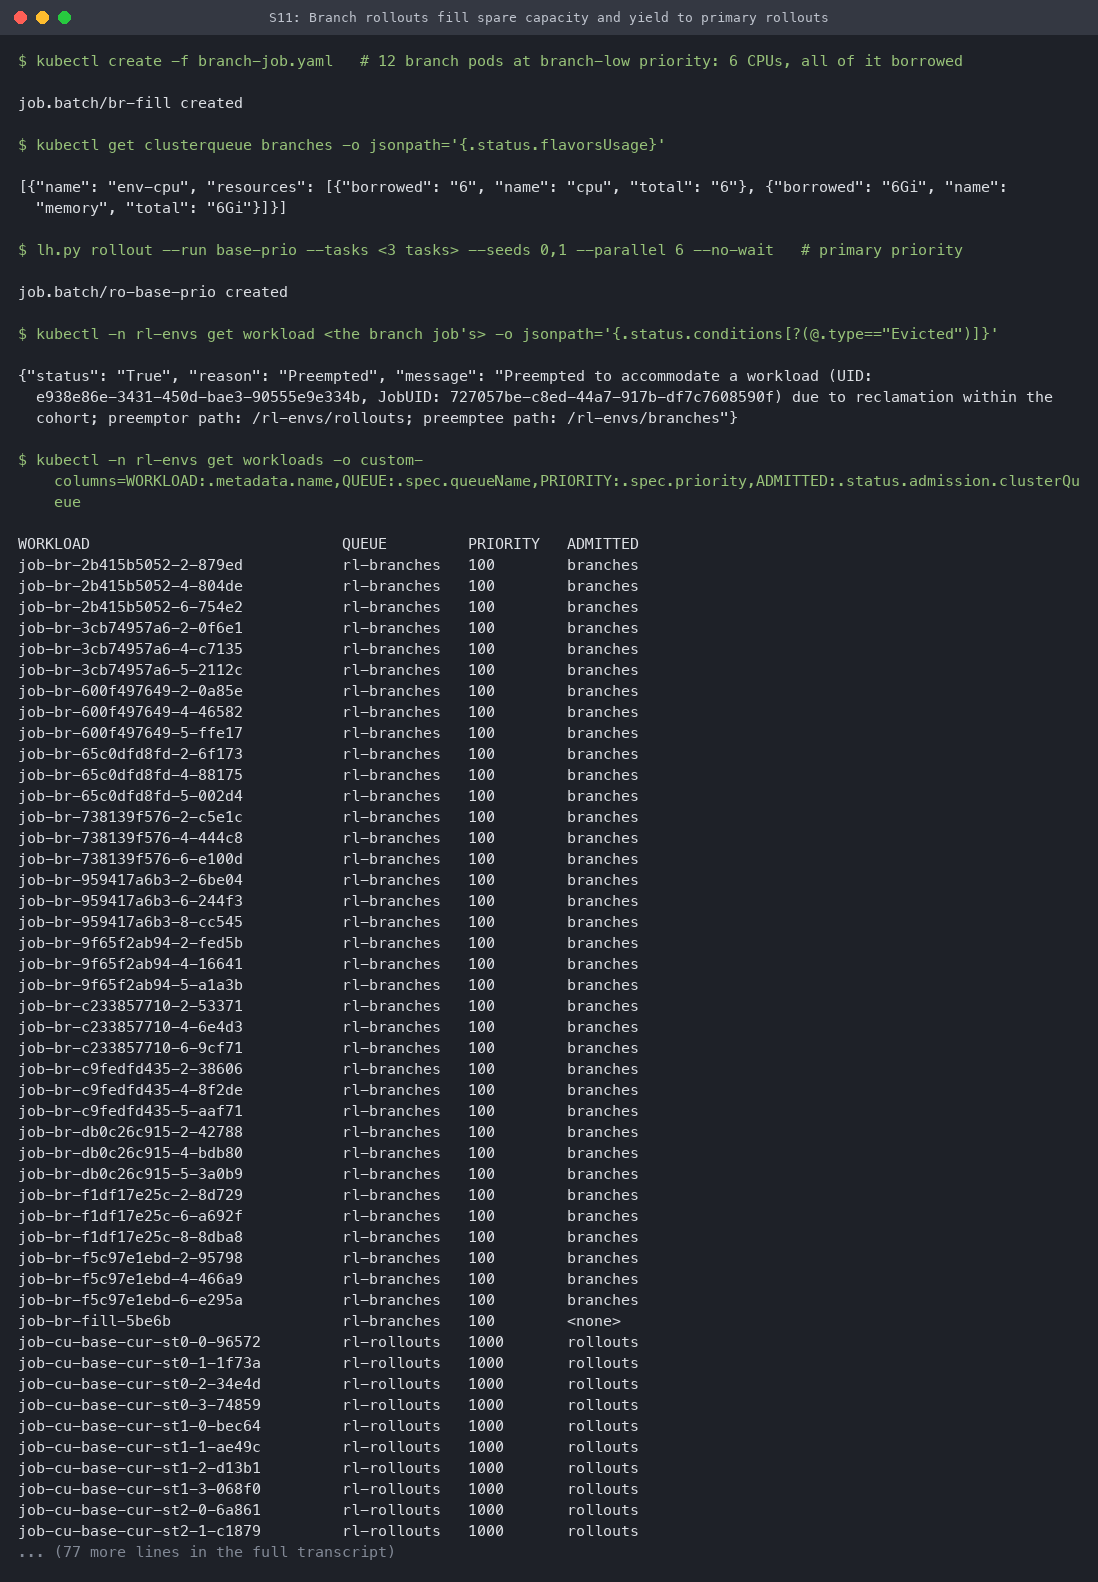 S11: Branch rollouts fill spare capacity and yield to primary rollouts
$ kubectl create -f branch-job.yaml   # 12 branch pods at branch-low priority: 6 CPUs, all of it borrowed
job.batch/br-fill created
$ kubectl get clusterqueue branches -o jsonpath='{.status.flavorsUsage}'
[{"name": "env-cpu", "resources": [{"borrowed": "6", "name": "cpu", "total": "6"}, {"borrowed": "6Gi", "name":
"memory", "total": "6Gi"}]}]
$ lh.py rollout --run base-prio --tasks <3 tasks> --seeds 0,1 --parallel 6 --no-wait   # primary priority
job.batch/ro-base-prio created
$ kubectl -n rl-envs get workload <the branch job's> -o jsonpath='{.status.conditions[?(@.type=="Evicted")]}'
{"status": "True", "reason": "Preempted", "message": "Preempted to accommodate a workload (UID:
e938e86e-3431-450d-bae3-90555e9e334b, JobUID: 727057be-c8ed-44a7-917b-df7c7608590f) due to reclamation within the
cohort; preemptor path: /rl-envs/rollouts; preemptee path: /rl-envs/branches"}
$ kubectl -n rl-envs get workloads -o custom-
columns=WORKLOAD:.metadata.name,QUEUE:.spec.queueName,PRIORITY:.spec.priority,ADMITTED:.status.admission.clusterQu
eue
WORKLOAD                            QUEUE         PRIORITY   ADMITTED
job-br-2b415b5052-2-879ed           rl-branches   100        branches
job-br-2b415b5052-4-804de           rl-branches   100        branches
job-br-2b415b5052-6-754e2           rl-branches   100        branches
job-br-3cb74957a6-2-0f6e1           rl-branches   100        branches
job-br-3cb74957a6-4-c7135           rl-branches   100        branches
job-br-3cb74957a6-5-2112c           rl-branches   100        branches
job-br-600f497649-2-0a85e           rl-branches   100        branches
job-br-600f497649-4-46582           rl-branches   100        branches
job-br-600f497649-5-ffe17           rl-branches   100        branches
job-br-65c0dfd8fd-2-6f173           rl-branches   100        branches
job-br-65c0dfd8fd-4-88175           rl-branches   100        branches
job-br-65c0dfd8fd-5-002d4           rl-branches   100        branches
job-br-738139f576-2-c5e1c           rl-branches   100        branches
job-br-738139f576-4-444c8           rl-branches   100        branches
job-br-738139f576-6-e100d           rl-branches   100        branches
job-br-959417a6b3-2-6be04           rl-branches   100        branches
job-br-959417a6b3-6-244f3           rl-branches   100        branches
job-br-959417a6b3-8-cc545           rl-branches   100        branches
job-br-9f65f2ab94-2-fed5b           rl-branches   100        branches
job-br-9f65f2ab94-4-16641           rl-branches   100        branches
job-br-9f65f2ab94-5-a1a3b           rl-branches   100        branches
job-br-c233857710-2-53371           rl-branches   100        branches
job-br-c233857710-4-6e4d3           rl-branches   100        branches
job-br-c233857710-6-9cf71           rl-branches   100        branches
job-br-c9fedfd435-2-38606           rl-branches   100        branches
job-br-c9fedfd435-4-8f2de           rl-branches   100        branches
job-br-c9fedfd435-5-aaf71           rl-branches   100        branches
job-br-db0c26c915-2-42788           rl-branches   100        branches
job-br-db0c26c915-4-bdb80           rl-branches   100        branches
job-br-db0c26c915-5-3a0b9           rl-branches   100        branches
job-br-f1df17e25c-2-8d729           rl-branches   100        branches
job-br-f1df17e25c-6-a692f           rl-branches   100        branches
job-br-f1df17e25c-8-8dba8           rl-branches   100        branches
job-br-f5c97e1ebd-2-95798           rl-branches   100        branches
job-br-f5c97e1ebd-4-466a9           rl-branches   100        branches
job-br-f5c97e1ebd-6-e295a           rl-branches   100        branches
job-br-fill-5be6b                   rl-branches   100        <none>
job-cu-base-cur-st0-0-96572         rl-rollouts   1000       rollouts
job-cu-base-cur-st0-1-1f73a         rl-rollouts   1000       rollouts
job-cu-base-cur-st0-2-34e4d         rl-rollouts   1000       rollouts
job-cu-base-cur-st0-3-74859         rl-rollouts   1000       rollouts
job-cu-base-cur-st1-0-bec64         rl-rollouts   1000       rollouts
job-cu-base-cur-st1-1-ae49c         rl-rollouts   1000       rollouts
job-cu-base-cur-st1-2-d13b1         rl-rollouts   1000       rollouts
job-cu-base-cur-st1-3-068f0         rl-rollouts   1000       rollouts
job-cu-base-cur-st2-0-6a861         rl-rollouts   1000       rollouts
job-cu-base-cur-st2-1-c1879         rl-rollouts   1000       rollouts
... (77 more lines in the full transcript)